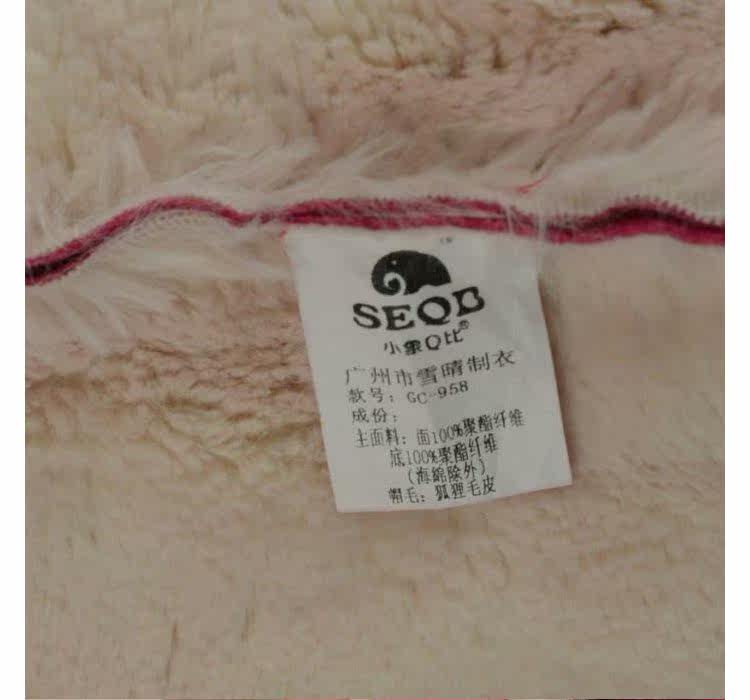 SEQB
小象Q比®
广州市雪晴制衣
款号：GC-958
成份：
主面料：面100%聚酯纤维
底100%聚酯纤维
(海绵除外)
帽毛：狐狸毛皮